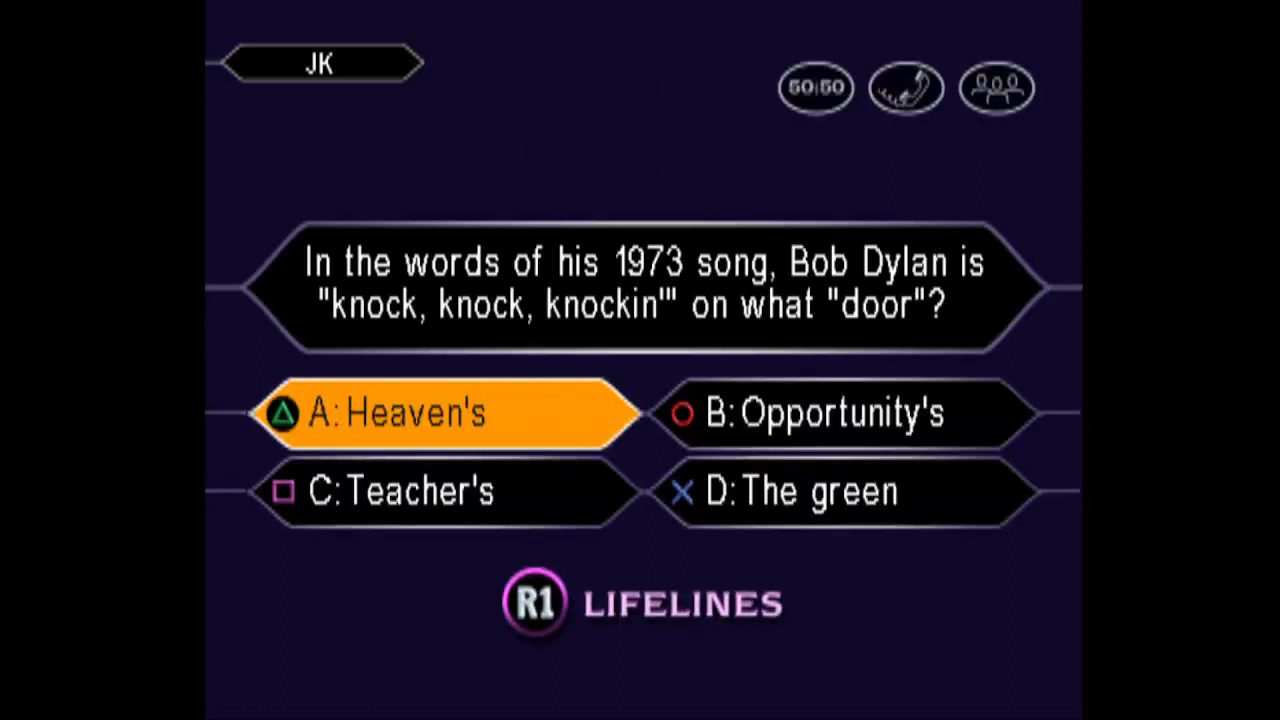 JK
50:50
In the words of his 1973 song, Bob Dylan is
"knock, knock, knockin'" on what "door"?
A: Heaven's
B: Opportunity's
C: Teacher's
D: The green
R1 LIFELINES